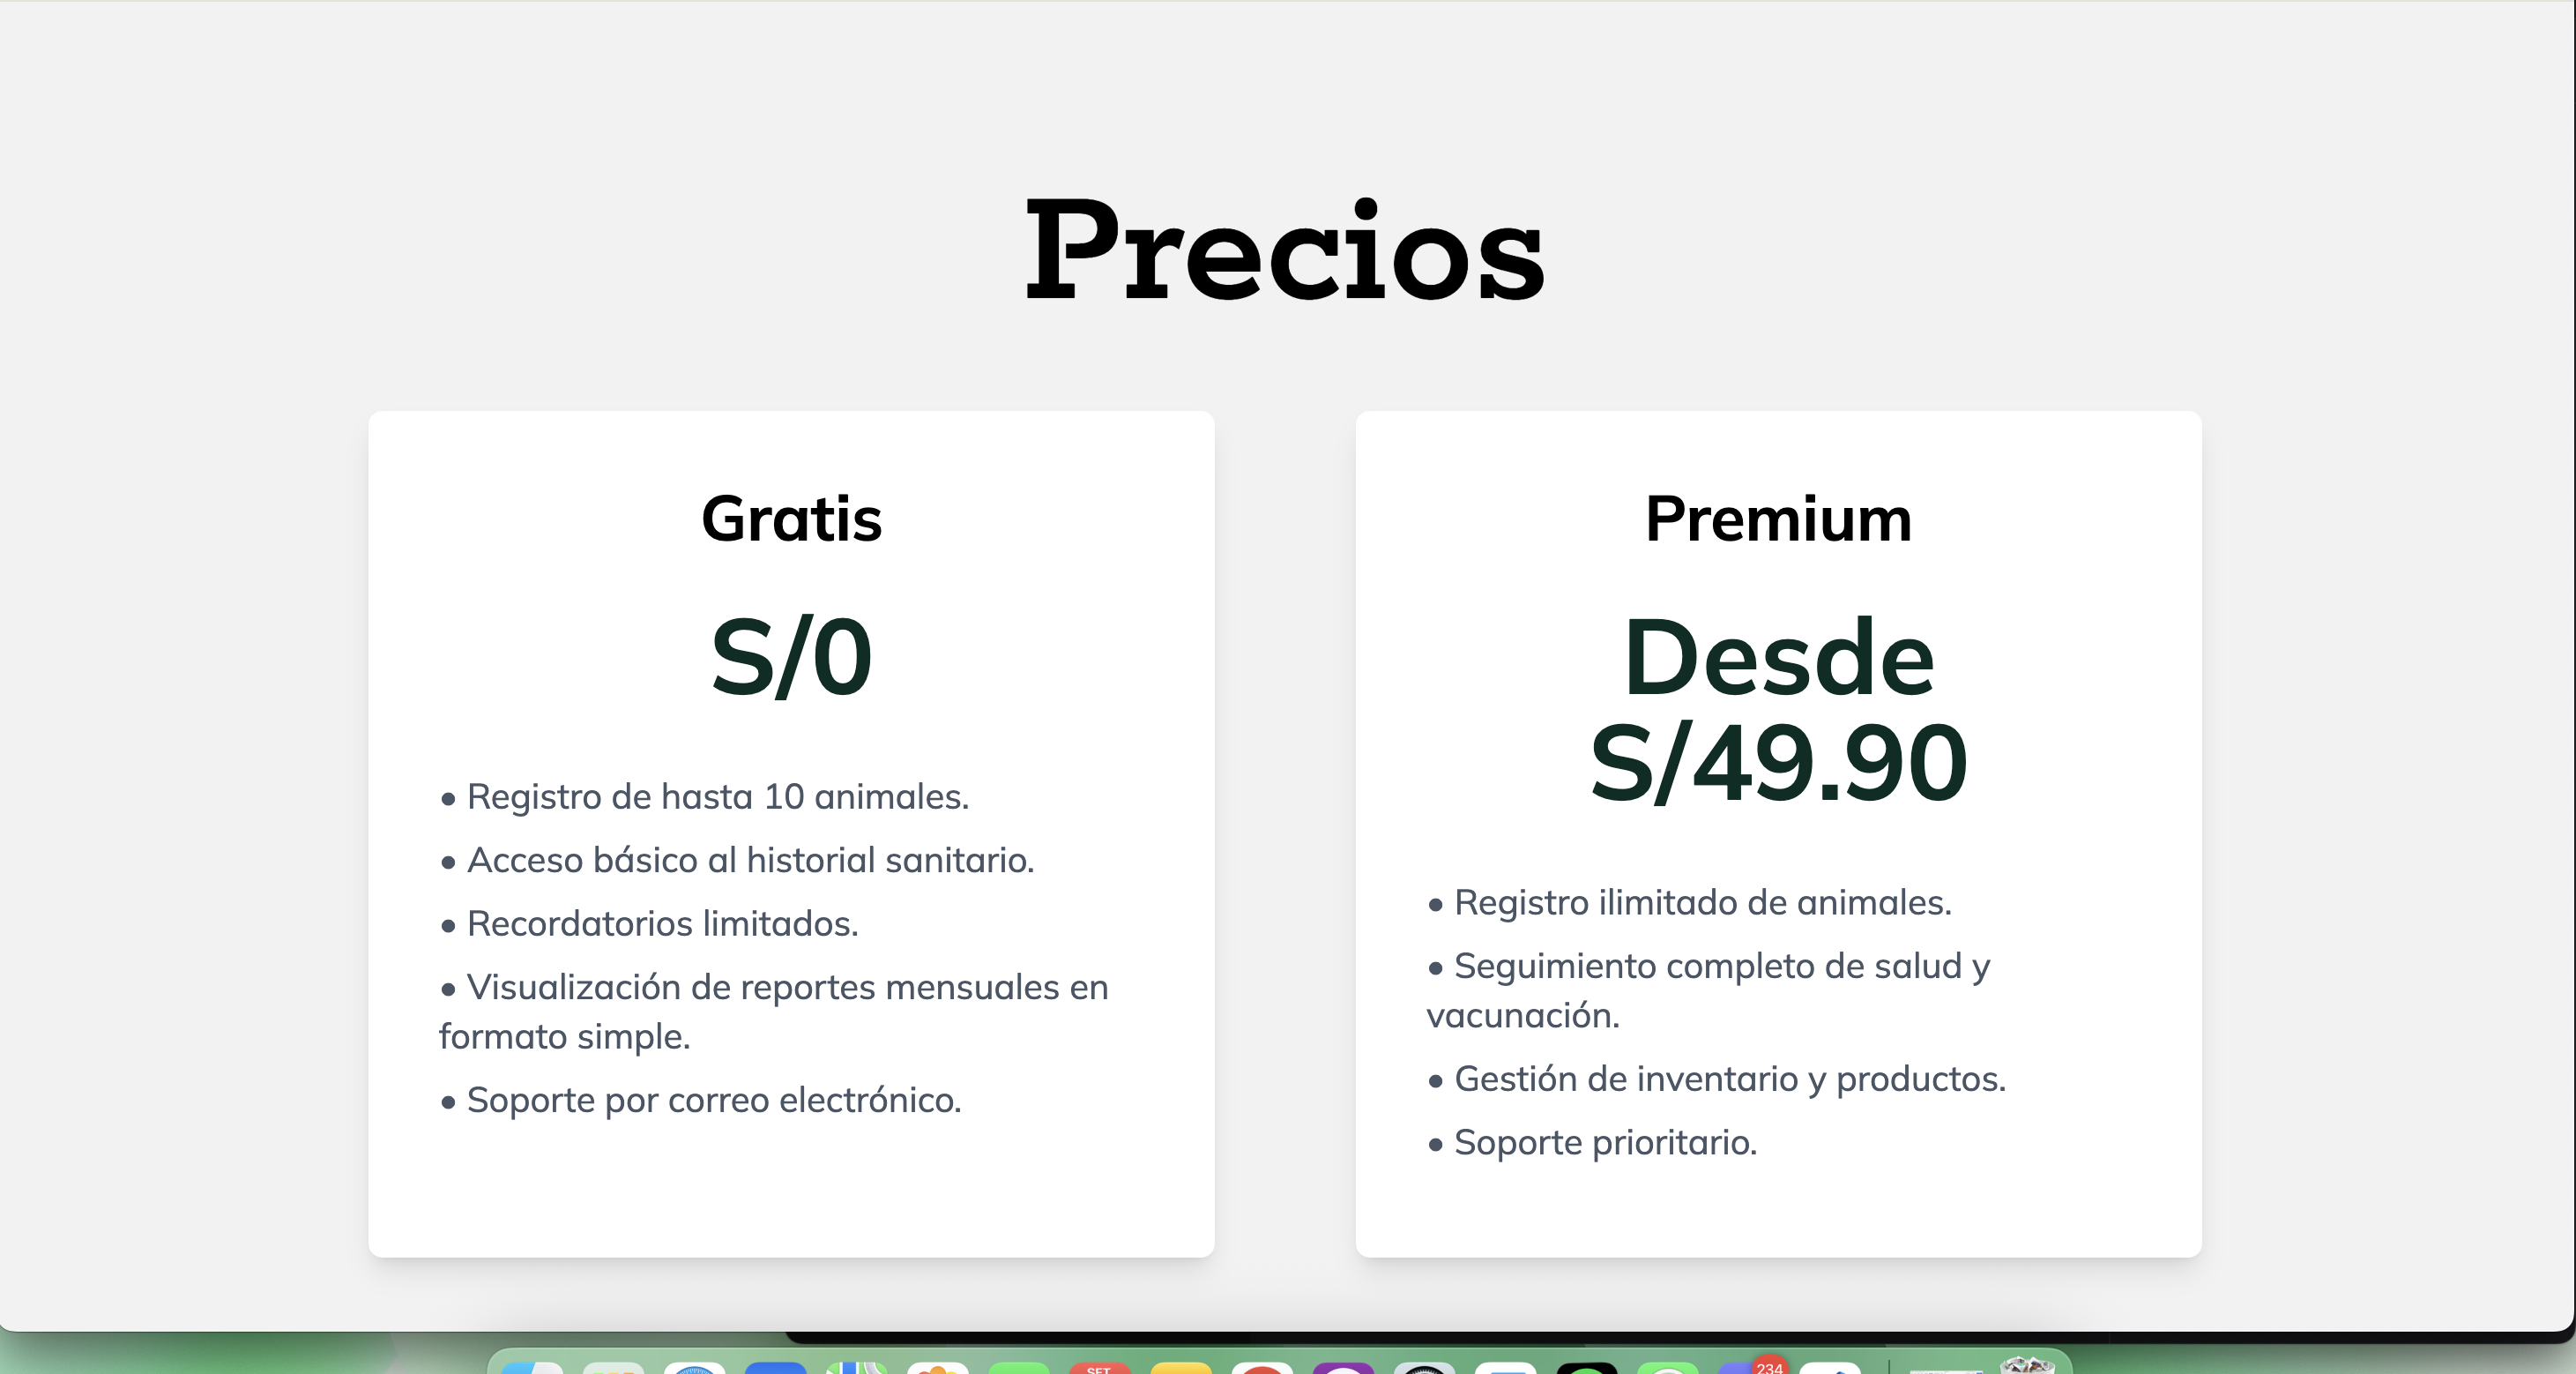 Precios
Gratis
S/0
• Registro de hasta 10 animales.
• Acceso básico al historial sanitario.
• Recordatorios limitados.
• Visualización de reportes mensuales en
formato simple.
• Soporte por correo electrónico.
Premium
Desde
S/49.90
• Registro ilimitado de animales.
• Seguimiento completo de salud y
vacunación.
• Gestión de inventario y productos.
• Soporte prioritario.
SET
234